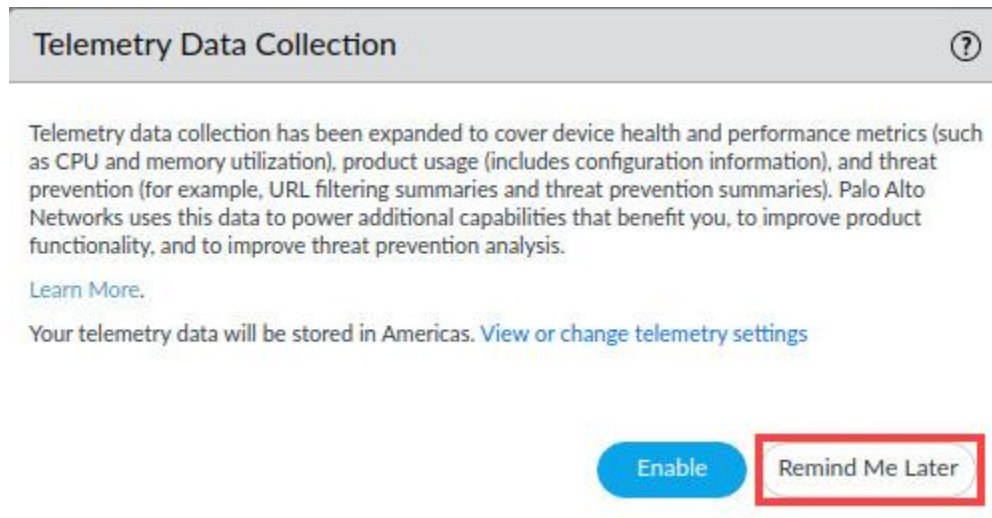 Telemetry Data Collection
?
Telemetry data collection has been expanded to cover device health and performance metrics (such
as CPU and memory utilization), product usage (includes configuration information), and threat
prevention (for example, URL filtering summaries and threat prevention summaries). Palo Alto
Networks uses this data to power additional capabilities that benefit you, to improve product
functionality, and to improve threat prevention analysis.
Learn More.
Your telemetry data will be stored in Americas. View or change telemetry settings
Enable
Remind Me Later